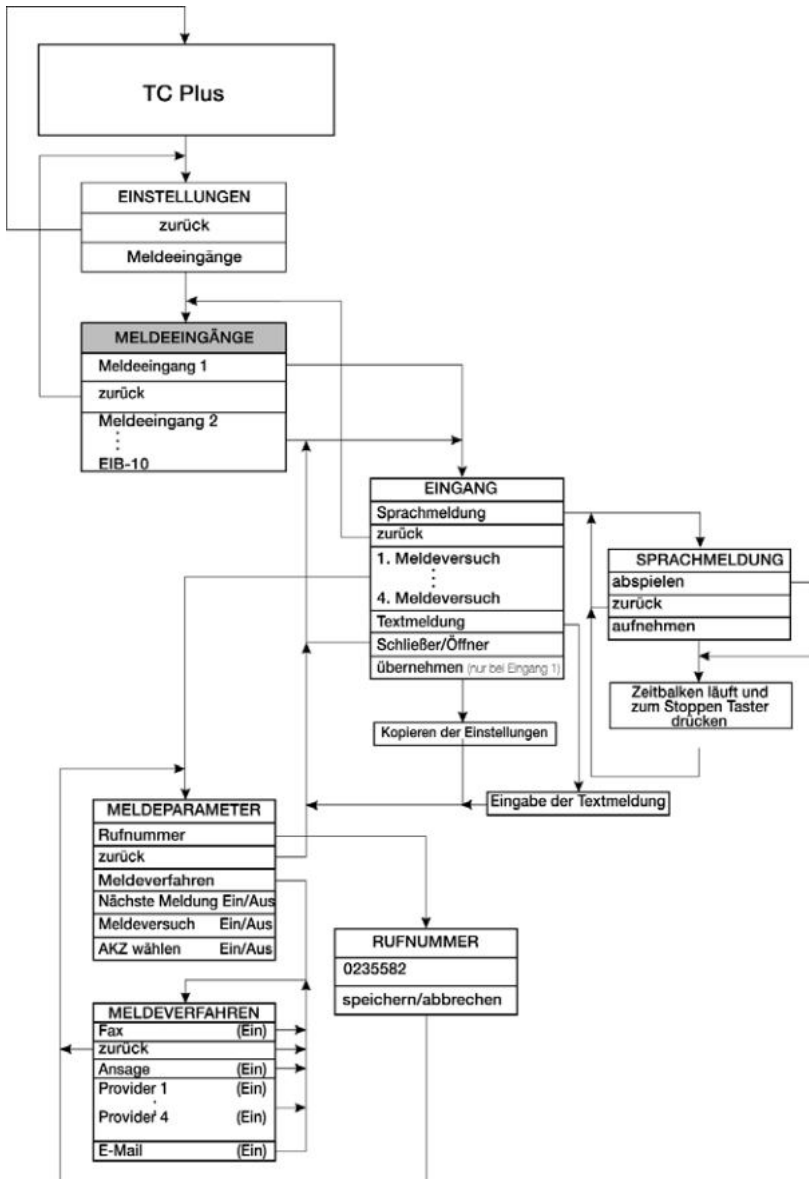 TC Plus
EINSTELLUNGEN
zurück
Meldeeingänge
MELDEEINGÄNGE
Meldeeingang 1
zurück
Meldeeingang 2
⋮
EIB-10
EINGANG
Sprachmeldung
zurück
1. Meldeversuch
⋮
4. Meldeversuch
Textmeldung
Schließer/Öffner
übernehmen (nur bei Eingang 1)
SPRACHMELDUNG
abspielen
zurück
aufnehmen
Zeitbalken läuft und
zum Stoppen Taster
drücken
Kopieren der Einstellungen
Eingabe der Textmeldung
MELDEPARAMETER
Rufnummer
zurück
Meldeverfahren
Nächste Meldung Ein/Aus
Meldeversuch Ein/Aus
AKZ wählen Ein/Aus
RUFNUMMER
0235582
speichern/abbrechen
MELDEVERFAHREN
Fax (Ein)
zurück
Ansage (Ein)
Provider 1 (Ein)
:
Provider 4 (Ein)
E-Mail (Ein)